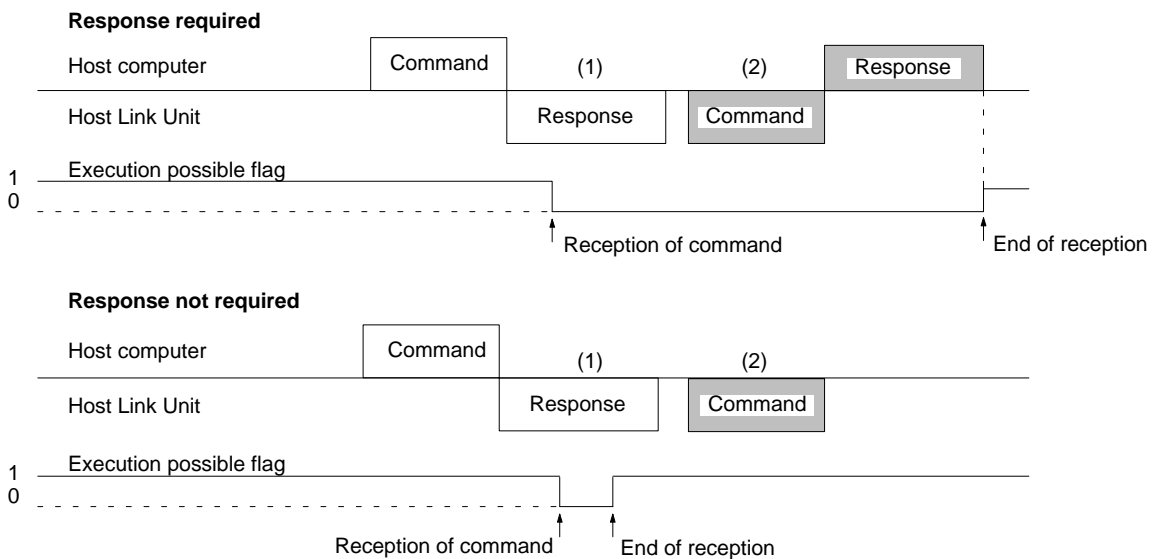 Response required
Host computer
Command
(1)
(2)
Response
Host Link Unit
Response
Command
Execution possible flag
1
0
Reception of command
End of reception
Response not required
Host computer
Command
(1)
(2)
Host Link Unit
Response
Command
Execution possible flag
1
0
Reception of command
End of reception